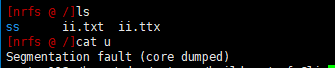 [nrfs @ /]ls
ss      ii.txt  ii.ttx
[nrfs @ /]cat u
Segmentation fault (core dumped)